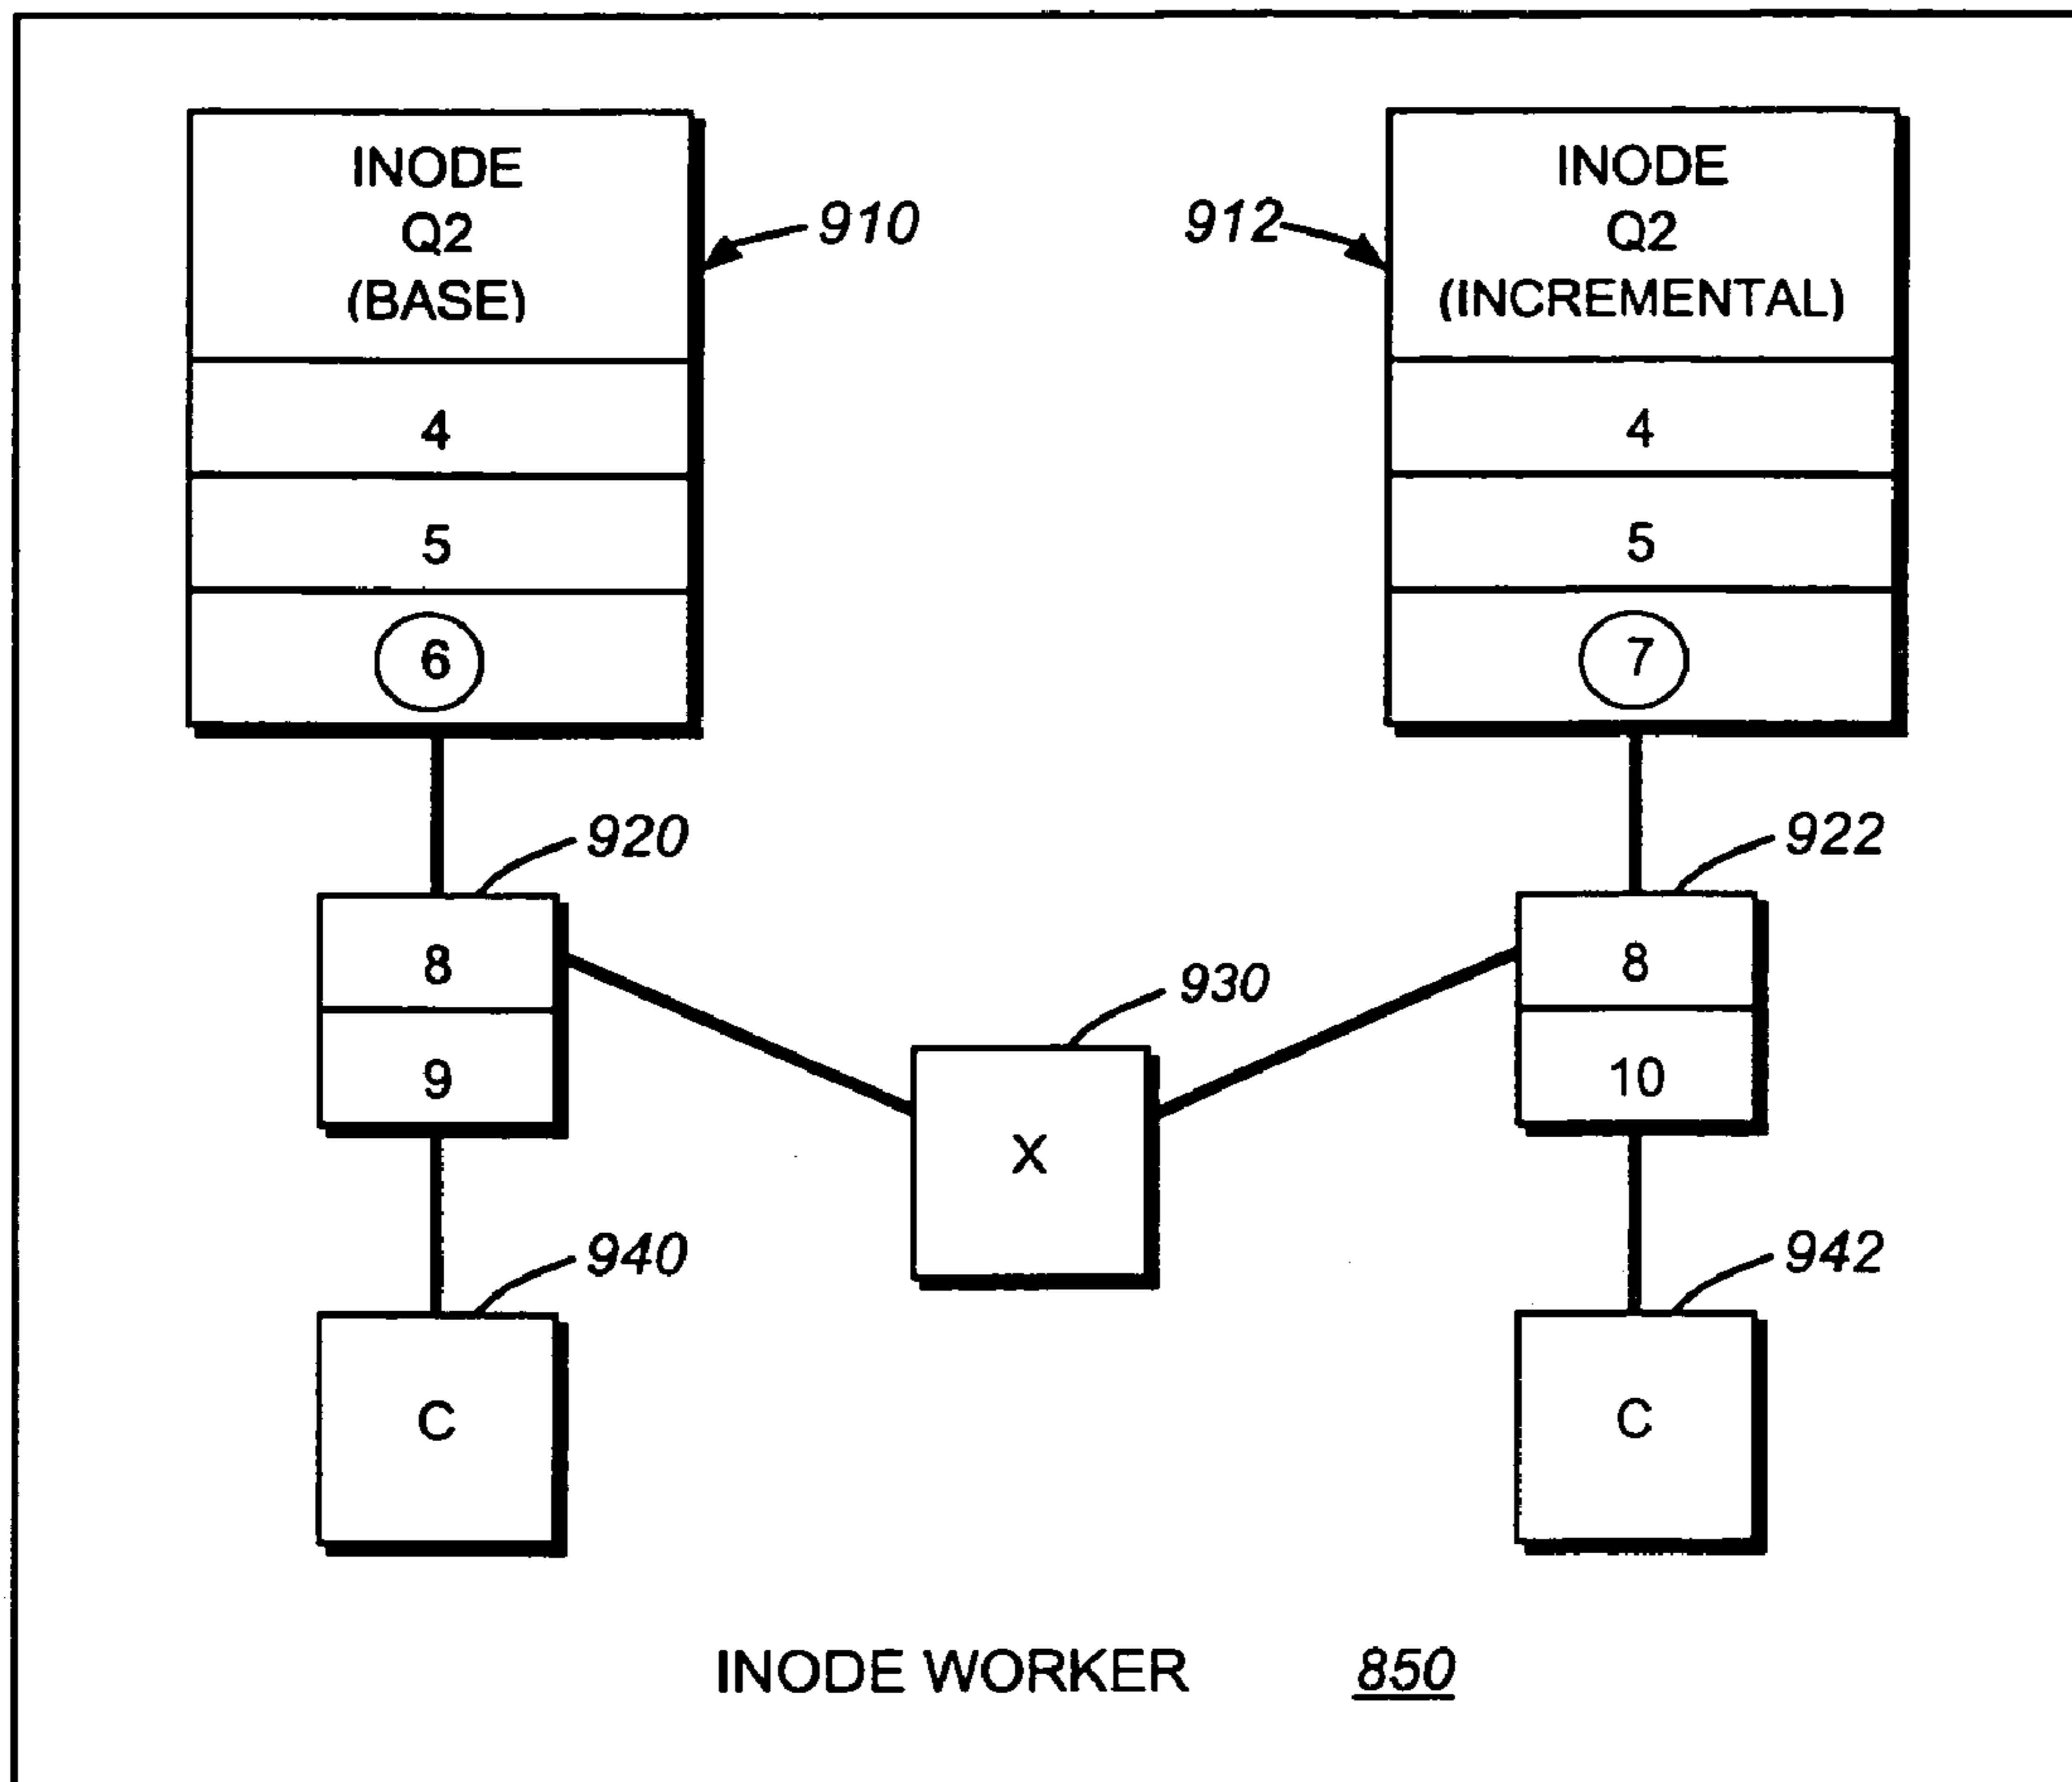 INODE
Q2
(BASE)
4
5
6
910
912
INODE
Q2
(INCREMENTAL)
4
5
7
920
8
9
930
X
922
8
10
940
C
942
C
INODE WORKER 850